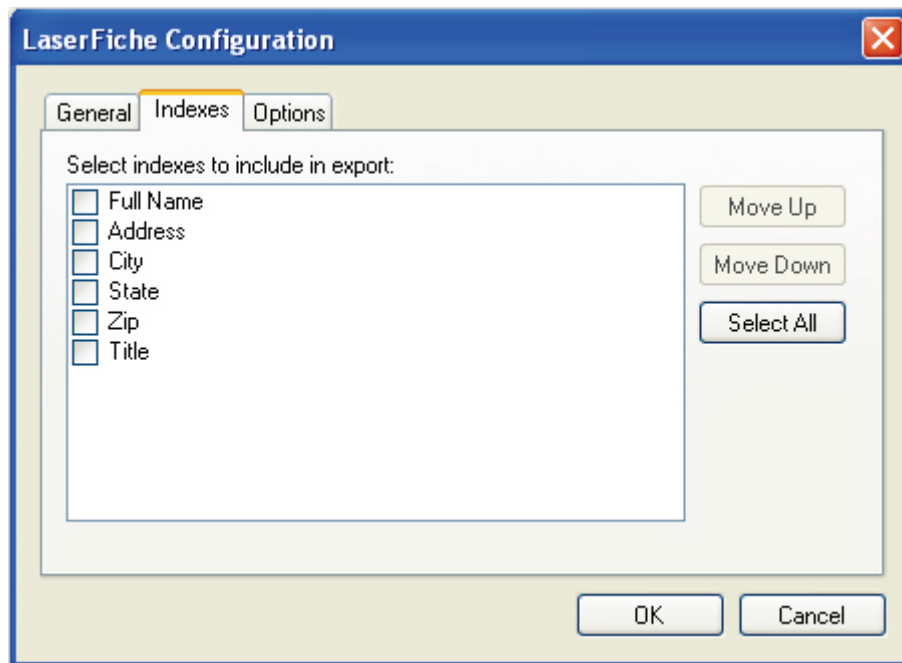 LaserFiche Configuration
General Indexes Options
Select indexes to include in export:
Full Name
Address
City
State
Zip
Title
Move Up
Move Down
Select All
OK Cancel